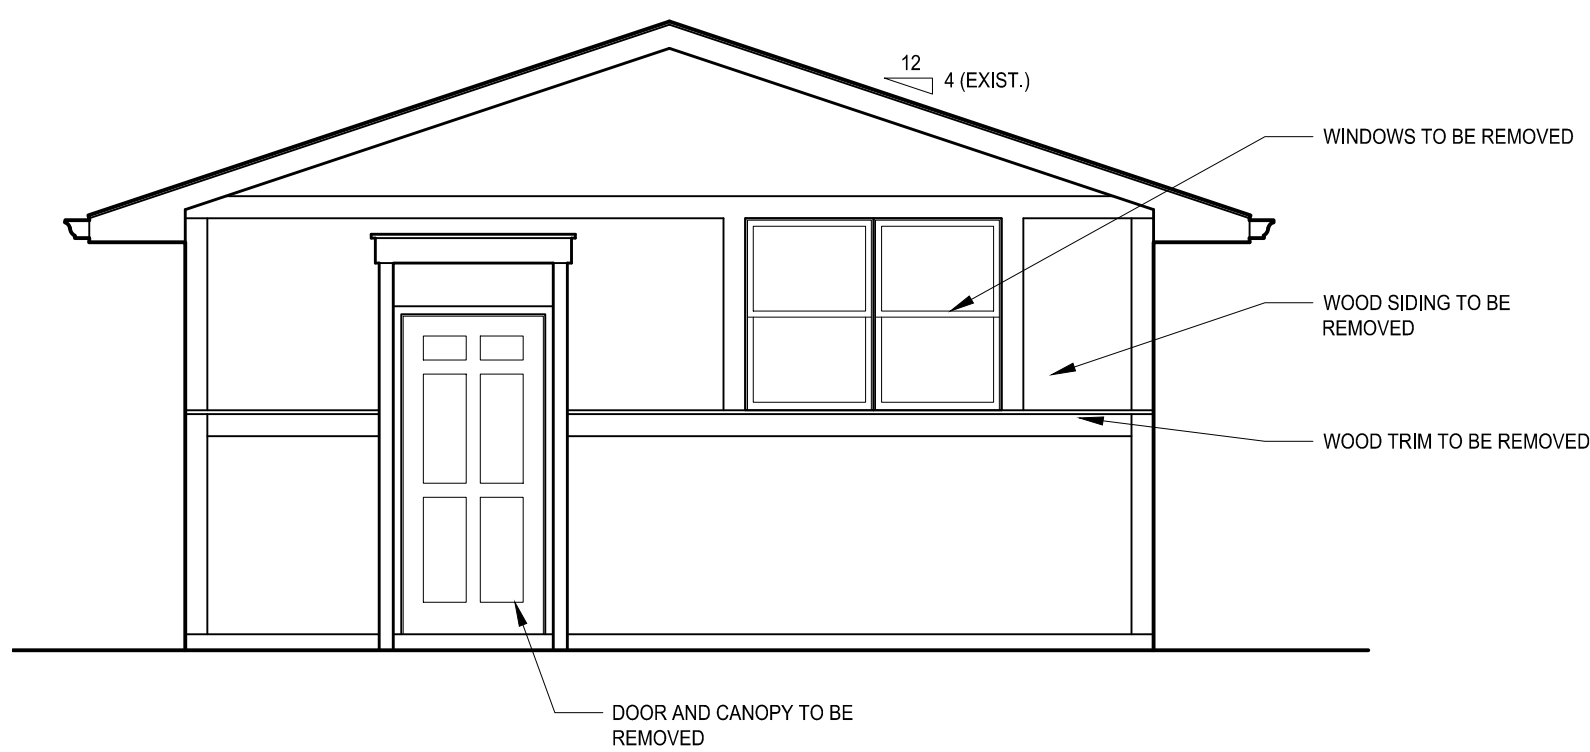 12
4 (EXIST.)
WINDOWS TO BE REMOVED
WOOD SIDING TO BE
REMOVED
WOOD TRIM TO BE REMOVED
DOOR AND CANOPY TO BE
REMOVED